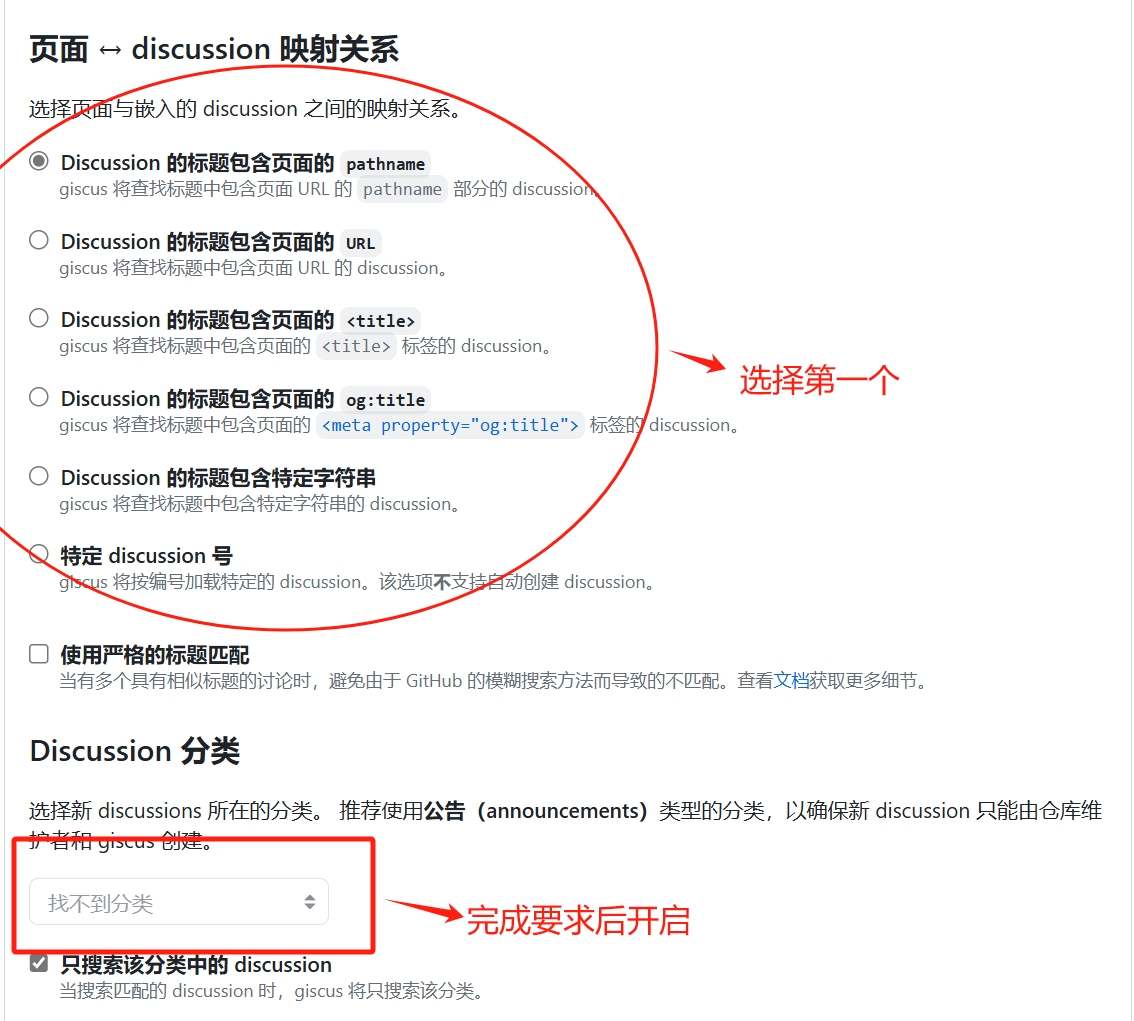 页面 ↔ discussion 映射关系
选择页面与嵌入的 discussion 之间的映射关系。
Discussion 的标题包含页面的 pathname
giscus 将查找标题中包含页面 URL 的 pathname 部分的 discussion。
Discussion 的标题包含页面的 URL
giscus 将查找标题中包含页面 URL 的 discussion。
Discussion 的标题包含页面的 <title>
giscus 将查找标题中包含页面的 <title> 标签的 discussion。
选择第一个
Discussion 的标题包含页面的 og:title
giscus 将查找标题中包含页面的 <meta property="og:title"> 标签的 discussion。
Discussion 的标题包含特定字符串
giscus 将查找标题中包含特定字符串的 discussion。
特定 discussion 号
giscus 将按编号加载特定的 discussion。该选项不支持自动创建 discussion。
使用严格的标题匹配
当有多个具有相似标题的讨论时，避免由于 GitHub 的模糊搜索方法而导致的不匹配。查看文档获取更多细节。
Discussion 分类
选择新 discussions 所在的分类。 推荐使用公告（announcements）类型的分类，以确保新 discussion 只能由仓库维
护者和 giscus 创建。
找不到分类
完成要求后开启
只搜索该分类中的 discussion
当搜索匹配的 discussion 时，giscus 将只搜索该分类。